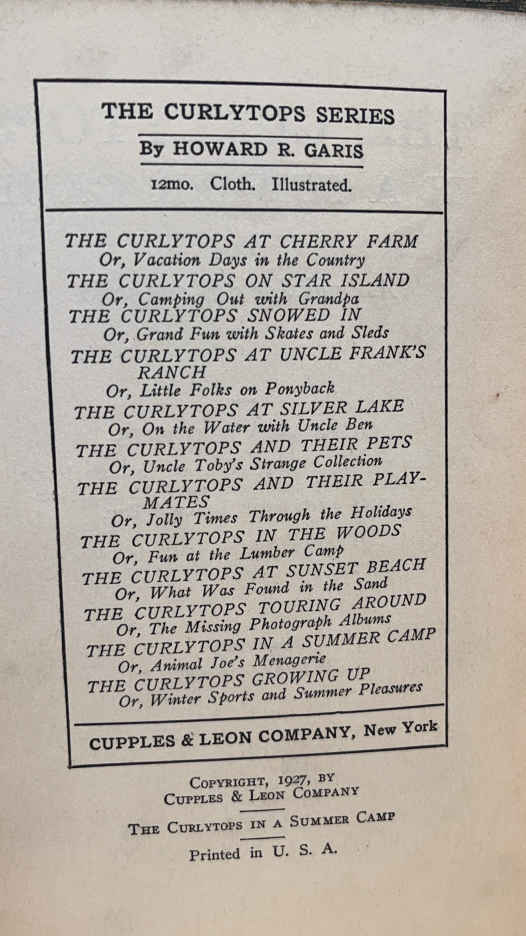 THE CURLYTOPS SERIES
By HOWARD R. GARIS
12mo. Cloth. Illustrated.
THE CURLYTOPS AT CHERRY FARM
Or, Vacation Days in the Country
THE CURLYTOPS ON STAR ISLAND
Or, Camping Out with Grandpa
THE CURLYTOPS SNOWED IN
Or, Grand Fun with Skates and Sleds
THE CURLYTOPS AT UNCLE FRANK'S
RANCH
Or, Little Folks on Ponyback
THE CURLYTOPS AT SILVER LAKE
Or, On the Water with Uncle Ben
THE CURLYTOPS AND THEIR PETS
Or, Uncle Toby's Strange Collection
THE CURLYTOPS AND THEIR PLAY-
MATES
Or, Jolly Times Through the Holidays
THE CURLYTOPS IN THE WOODS
Or, Fun at the Lumber Camp
THE CURLYTOPS AT SUNSET BEACH
Or, What Was Found in the Sand
THE CURLYTOPS TOURING AROUND
Or, The Missing Photograph Albums
THE CURLYTOPS IN A SUMMER CAMP
Or, Animal Joe's Menagerie
THE CURLYTOPS GROWING UP
Or, Winter Sports and Summer Pleasures
CUPPLES & LEON COMPANY, New York
COPYRIGHT, 1927, BY
CUPPLES & LEON COMPANY
THE CURLYTOPS IN A SUMMER CAMP
Printed in U. S. A.